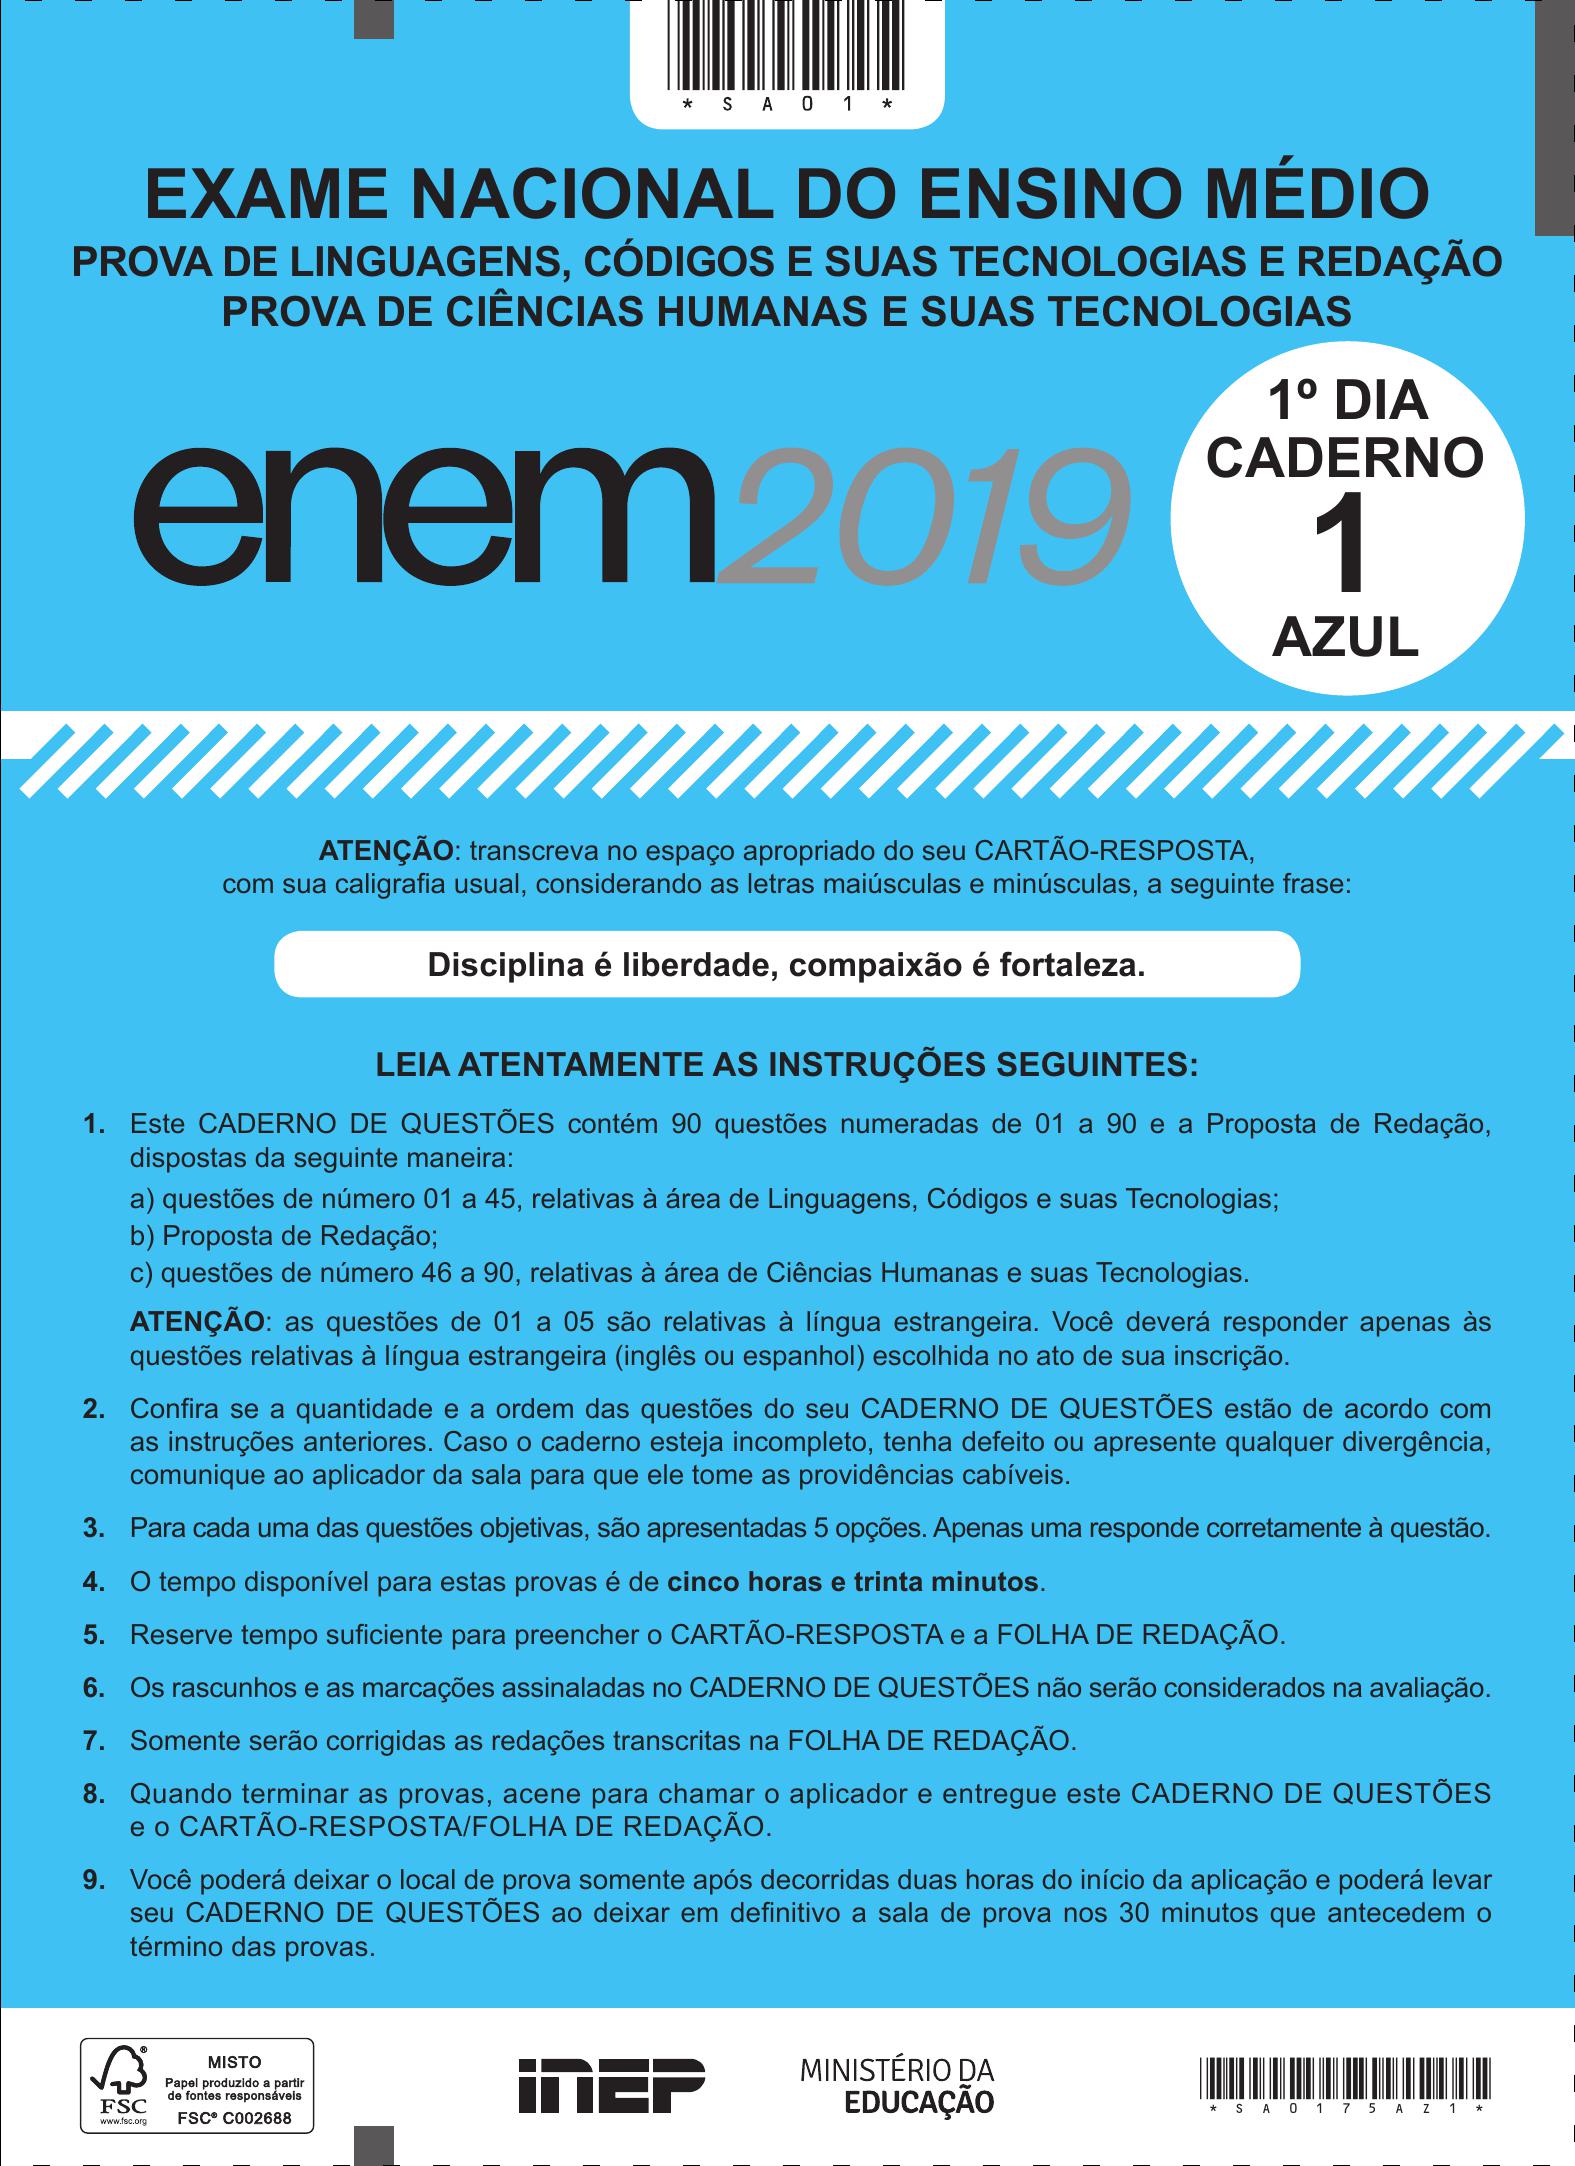 * S A 0 1 *
EXAME NACIONAL DO ENSINO MÉDIO
PROVA DE LINGUAGENS, CÓDIGOS E SUAS TECNOLOGIAS E REDAÇÃO
PROVA DE CIÊNCIAS HUMANAS E SUAS TECNOLOGIAS
enem2019
1º DIA
CADERNO
1
AZUL
ATENÇÃO: transcreva no espaço apropriado do seu CARTÃO-RESPOSTA,
com sua caligrafia usual, considerando as letras maiúsculas e minúsculas, a seguinte frase:
Disciplina é liberdade, compaixão é fortaleza.
LEIA ATENTAMENTE AS INSTRUÇÕES SEGUINTES:
1. Este CADERNO DE QUESTÕES contém 90 questões numeradas de 01 a 90 e a Proposta de Redação,
dispostas da seguinte maneira:
a) questões de número 01 a 45, relativas à área de Linguagens, Códigos e suas Tecnologias;
b) Proposta de Redação;
c) questões de número 46 a 90, relativas à área de Ciências Humanas e suas Tecnologias.
ATENÇÃO: as questões de 01 a 05 são relativas à língua estrangeira. Você deverá responder apenas às
questões relativas à língua estrangeira (inglês ou espanhol) escolhida no ato de sua inscrição.
2. Confira se a quantidade e a ordem das questões do seu CADERNO DE QUESTÕES estão de acordo com
as instruções anteriores. Caso o caderno esteja incompleto, tenha defeito ou apresente qualquer divergência,
comunique ao aplicador da sala para que ele tome as providências cabíveis.
3. Para cada uma das questões objetivas, são apresentadas 5 opções. Apenas uma responde corretamente à questão.
4. O tempo disponível para estas provas é de cinco horas e trinta minutos.
5. Reserve tempo suficiente para preencher o CARTÃO-RESPOSTA e a FOLHA DE REDAÇÃO.
6. Os rascunhos e as marcações assinaladas no CADERNO DE QUESTÕES não serão considerados na avaliação.
7. Somente serão corrigidas as redações transcritas na FOLHA DE REDAÇÃO.
8. Quando terminar as provas, acene para chamar o aplicador e entregue este CADERNO DE QUESTÕES
e o CARTÃO-RESPOSTA/FOLHA DE REDAÇÃO.
9. Você poderá deixar o local de prova somente após decorridas duas horas do início da aplicação e poderá levar
seu CADERNO DE QUESTÕES ao deixar em definitivo a sala de prova nos 30 minutos que antecedem o
término das provas.
FSC
www.fsc.org
MISTO
Papel produzido a partir
de fontes responsáveis
FSC® C002688
INEP
MINISTÉRIO DA
EDUCAÇÃO
* S A 0 1 7 5 A Z 1 *